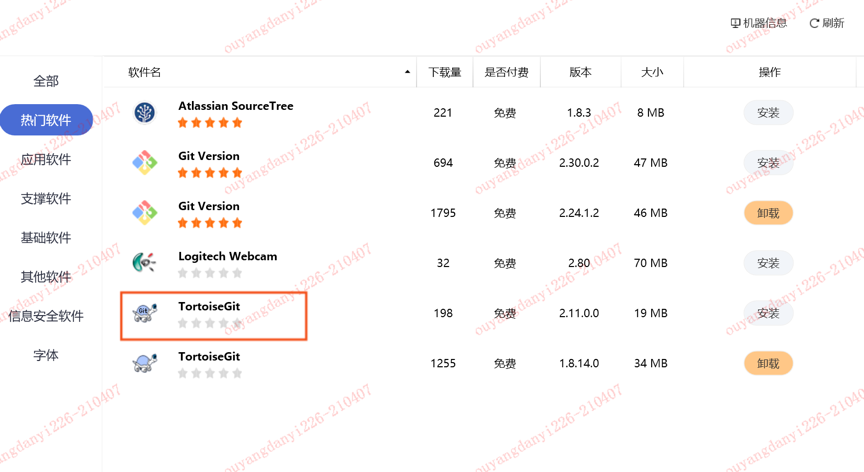 机器信息 刷新
全部
热门软件
应用软件
支撑软件
基础软件
其他软件
信息安全软件
字体
软件名 下载量 是否付费 版本 大小 操作
Atlassian SourceTree 221 免费 1.8.3 8 MB 安装
Git Version 694 免费 2.30.0.2 47 MB 安装
Git Version 1795 免费 2.24.1.2 46 MB 卸载
Logitech Webcam 32 免费 2.80 70 MB 安装
TortoiseGit 198 免费 2.11.0.0 19 MB 安装
TortoiseGit 1255 免费 1.8.14.0 34 MB 卸载
ouyangdanyi226-210407